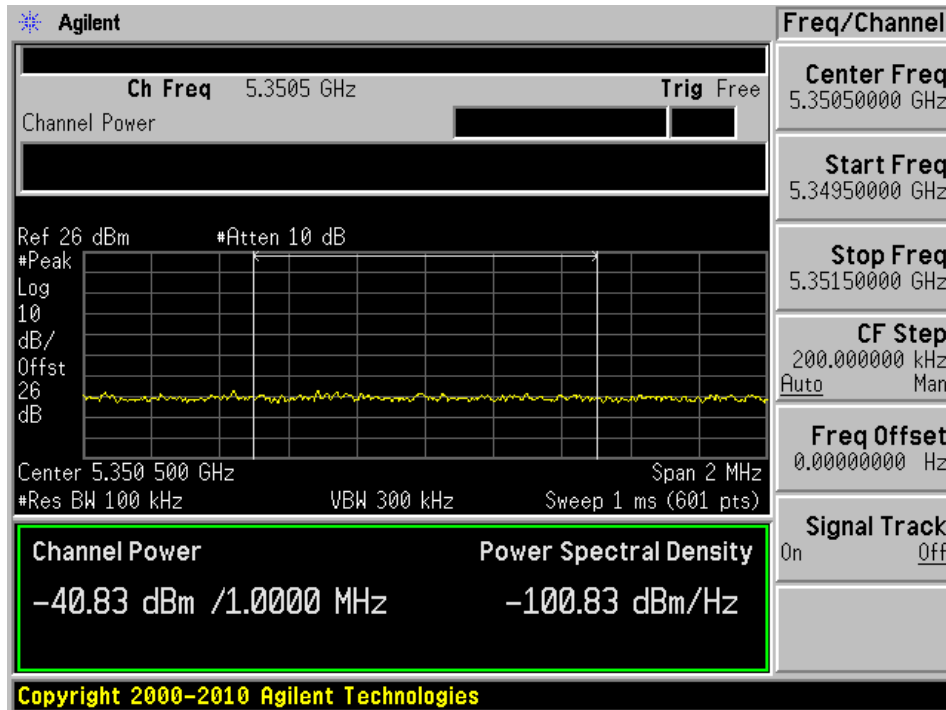 Agilent
Freq/Channel
Ch Freq 5.3505 GHz Trig Free
Channel Power
Center Freq
5.35050000 GHz
Start Freq
5.34950000 GHz
Stop Freq
5.35150000 GHz
CF Step
200.000000 kHz
Auto Man
Freq Offset
0.00000000 Hz
Signal Track
On Off
Ref 26 dBm #Atten 10 dB
#Peak
Log
10
dB/
Offst
26
dB
Center 5.350 500 GHz Span 2 MHz
#Res BW 100 kHz VBW 300 kHz Sweep 1 ms (601 pts)
Channel Power Power Spectral Density
-40.83 dBm /1.0000 MHz -100.83 dBm/Hz
Copyright 2000-2010 Agilent Technologies